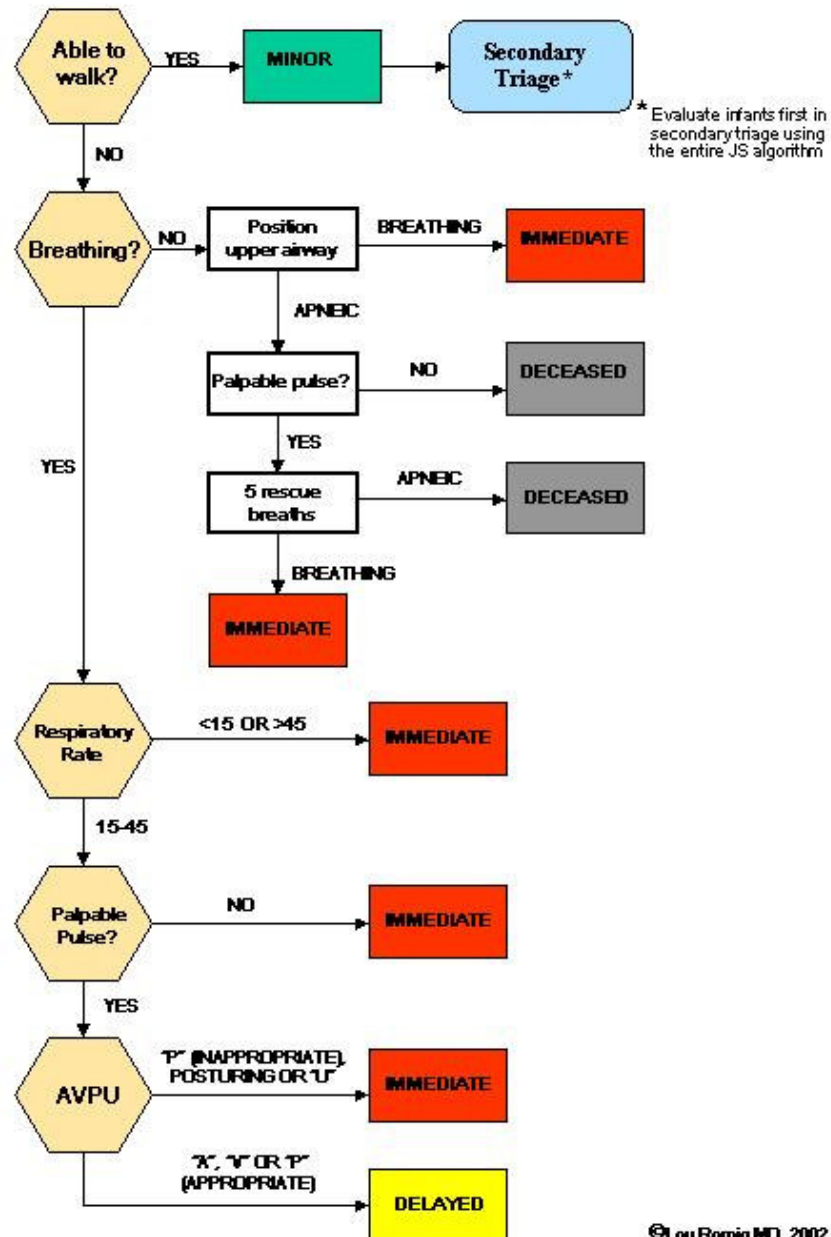 Able to
walk?
YES
MINOR
Secondary
Triage*
* Evaluate infants first in
secondary triage using
the entire JS algorithm
NO
Breathing?
NO
Position
upper airway
BREATHING
IMMEDIATE
APNEIC
Palpable pulse?
NO
DECEASED
YES
5 rescue
breaths
APNEIC
DECEASED
BREATHING
IMMEDIATE
YES
Respiratory
Rate
<15 OR >45
IMMEDIATE
15-45
Palpable
Pulse?
NO
IMMEDIATE
YES
AVPU
"P" (INAPPROPRIATE),
POSTURING OR "U"
IMMEDIATE
"A", "V" OR "P"
(APPROPRIATE)
DELAYED
©Lou Romig MD, 2002